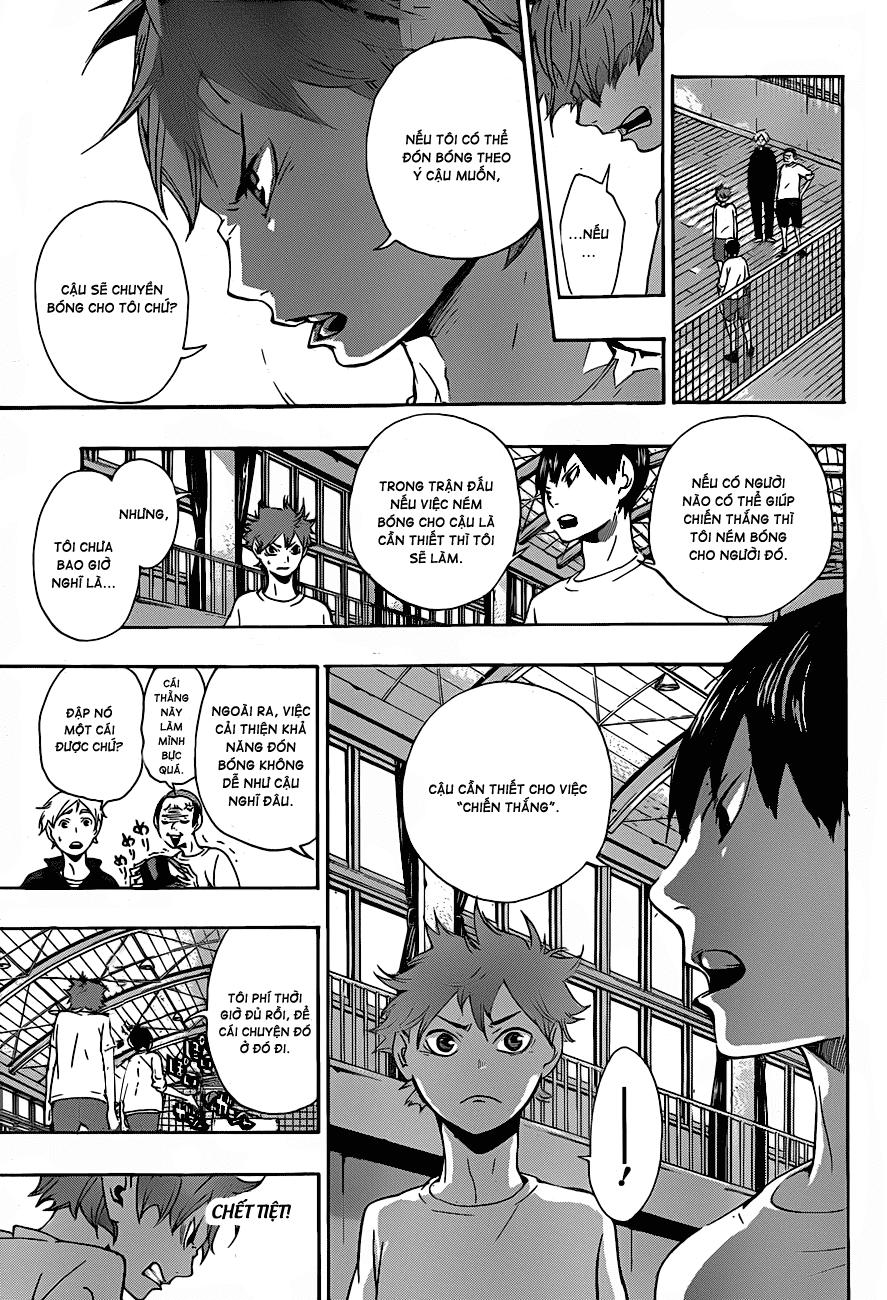 …NẾU
…
NẾU TÔI CÓ THỂ
ĐÓN BÓNG THEO
Ý CẬU MUỐN,
CẬU SẼ CHUYỀN
BÓNG CHO TÔI CHỨ?
NẾU CÓ NGƯỜI
NÀO CÓ THỂ GIÚP
CHIẾN THẮNG THÌ
TÔI NÉM BÓNG
CHO NGƯỜI ĐÓ.
TRONG TRẬN ĐẤU
NẾU VIỆC NÉM
BÓNG CHO CẬU LÀ
CẦN THIẾT THÌ TÔI
SẼ LÀM.
NHƯNG,
TÔI CHƯA
BAO GIỜ
NGHĨ LÀ...
CẬU CẦN THIẾT CHO VIỆC
“CHIẾN THẮNG”.
!
NGOÀI RA, VIỆC
CẢI THIỆN KHẢ
NĂNG ĐÓN
BÓNG KHÔNG
DỄ NHƯ CẬU
NGHĨ ĐÂU.
CÁI
THẰNG
NÀY
LÀM
MÌNH
BỰC
QUÁ.
ĐẬP NÓ
MỘT CÁI
ĐƯỢC CHỨ?
TÔI PHÍ THỜI
GIỜ ĐỦ RỒI, ĐỂ
CÁI CHUYỆN ĐÓ
Ở ĐÓ ĐI.
CHẾT TIỆT!